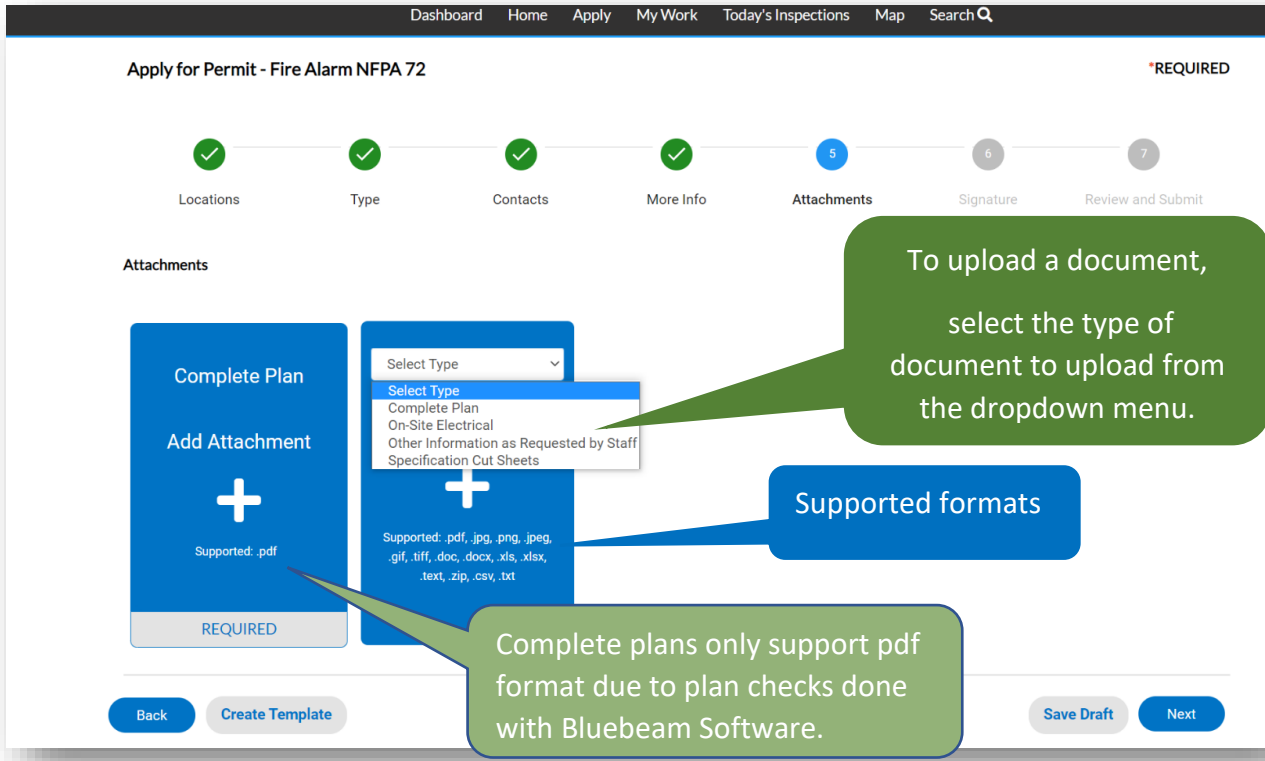 Dashboard Home Apply My Work Today's Inspections Map Search
Apply for Permit - Fire Alarm NFPA 72
*REQUIRED
5
6
7
Locations
Type
Contacts
More Info
Attachments
Signature
Review and Submit
Attachments
To upload a document,
select the type of
document to upload from
the dropdown menu.
Complete Plan
Add Attachment
Supported: .pdf
REQUIRED
Select Type
Select Type
Complete Plan
On-Site Electrical
Other Information as Requested by Staff
Specification Cut Sheets
Supported: .pdf, .jpg, .png, .jpeg,
.gif, .tiff, .doc, .docx, .xls, .xlsx,
.text, .zip, .csv, .txt
Supported formats
Complete plans only support pdf
format due to plan checks done
with Bluebeam Software.
Back
Create Template
Save Draft
Next